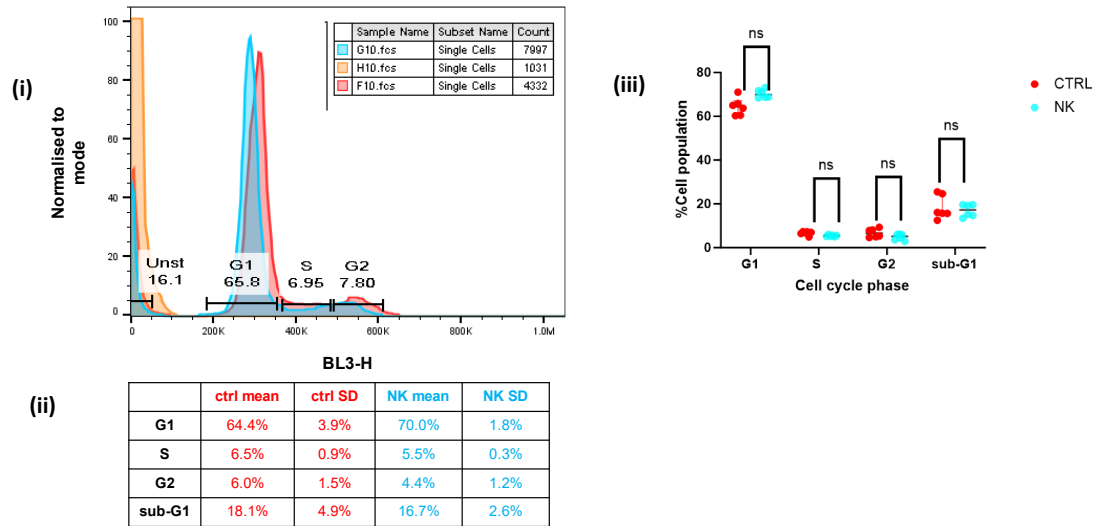 (i)
Normalised to
mode
100
80
60
40
20
0
Sample Name Subset Name Count
G10.fcs Single Cells 7997
H10.fcs Single Cells 1031
F10.fcs Single Cells 4332
Unst
16.1
G1
65.8
S
6.95
G2
7.80
0 200K 400K 600K 800K 1.0M
BL3-H
(ii)
ctrl mean ctrl SD NK mean NK SD
G1 64.4% 3.9% 70.0% 1.8%
S 6.5% 0.9% 5.5% 0.3%
G2 6.0% 1.5% 4.4% 1.2%
sub-G1 18.1% 4.9% 16.7% 2.6%
(iii)
%Cell population
80
60
40
20
0
ns
ns
ns
ns
G1 S G2 sub-G1
Cell cycle phase
CTRL
NK